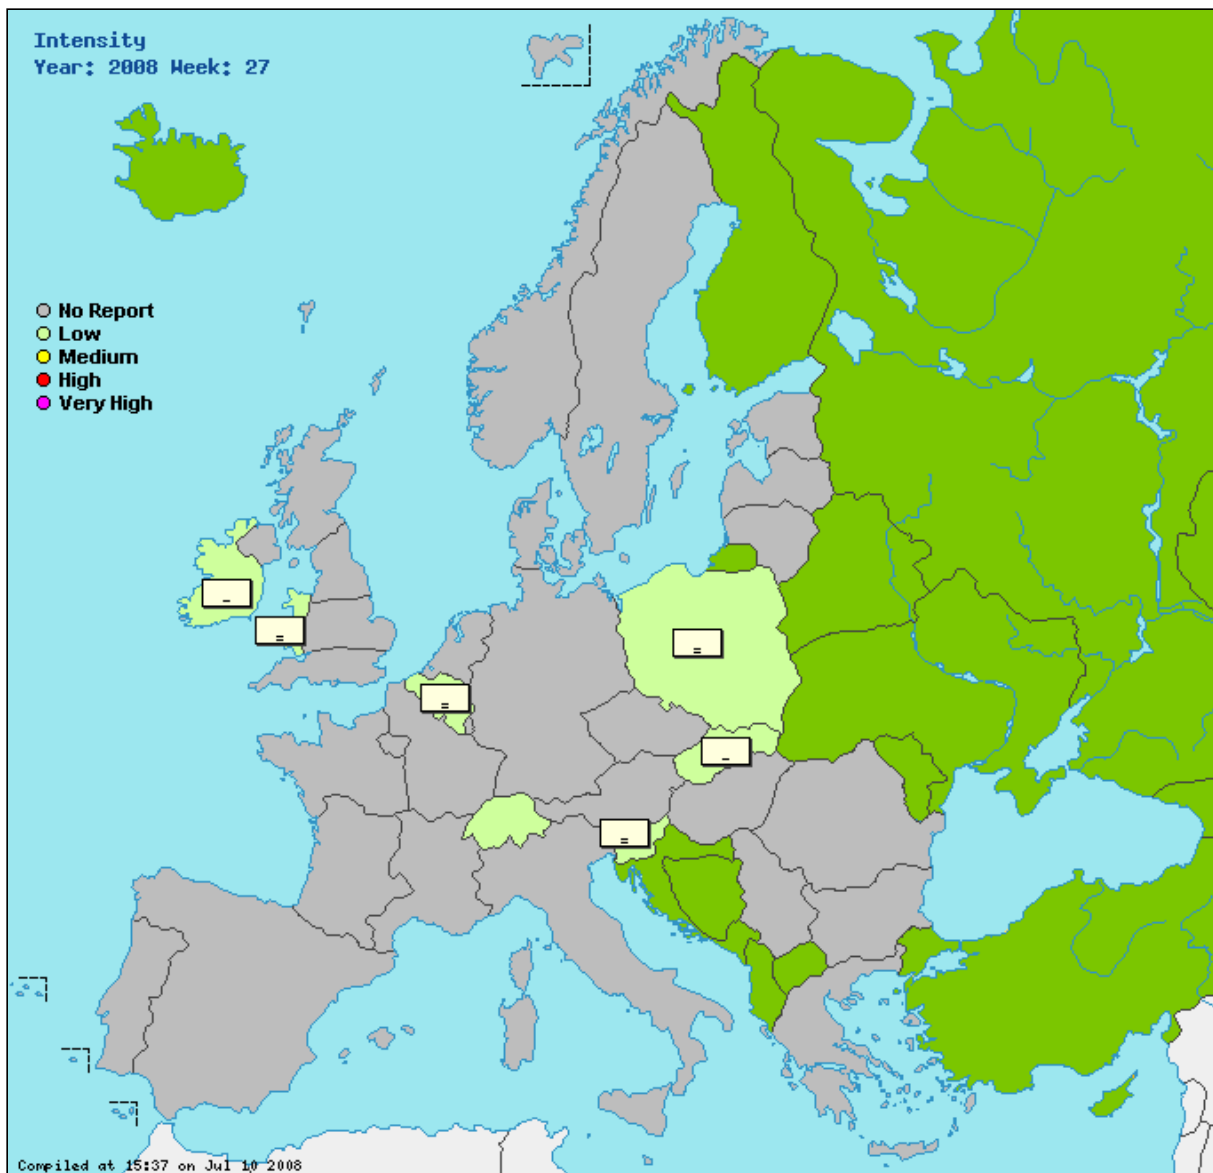 Intensity
Year: 2008 Week: 27
No Report
Low
Medium
High
Very High
-
=
=
=
-
=
Compiled at 15:37 on Jul 10 2008